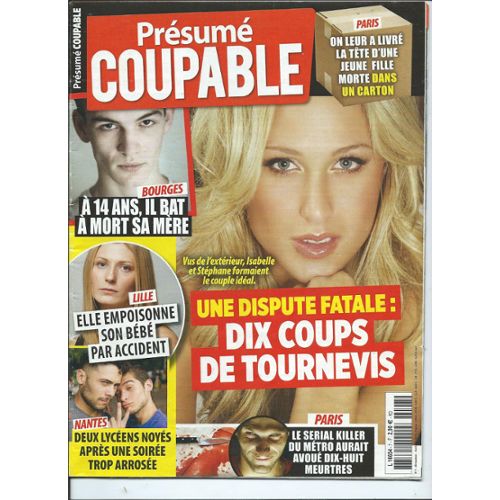 Présumé COUPABLE
Présumé
COUPABLE
PARIS
ON LEUR A LIVRÉ
LA TÊTE D'UNE
JEUNE FILLE
MORTE DANS
UN CARTON
BOURGES
À 14 ANS, IL BAT
À MORT SA MÈRE
Vus de l'extérieur, Isabelle
et Stéphane formaient
le couple idéal.
LILLE
ELLE EMPOISONNE
SON BÉBÉ
PAR ACCIDENT
UNE DISPUTE FATALE :
DIX COUPS
DE TOURNEVIS
NANTES
DEUX LYCÉENS NOYÉS
APRÈS UNE SOIRÉE
TROP ARROSÉE
PARIS
LE SERIAL KILLER
DU MÉTRO AURAIT
AVOUÉ DIX-HUIT
MEURTRES